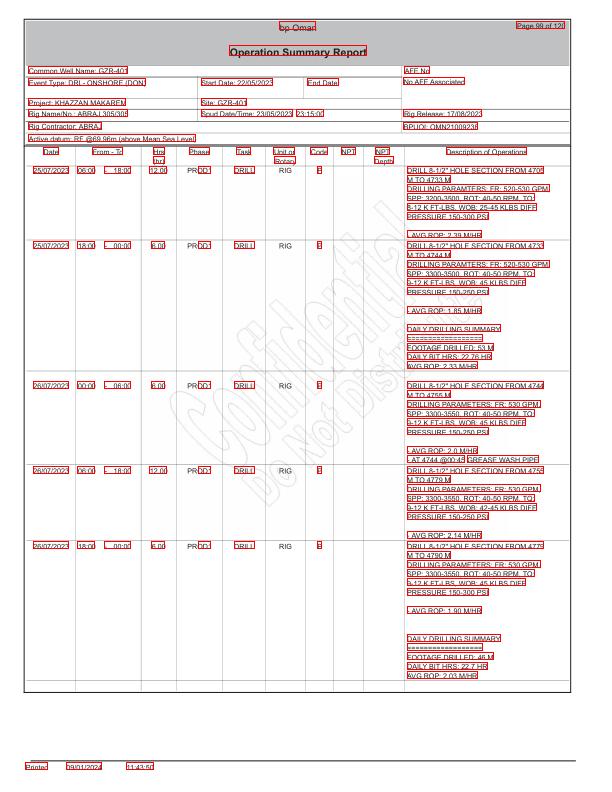 bp Oman
Page 99 of 120
Operation Summary Report
Common Well Name: GZR-401 AFE No
Event Type: DRL- ONSHORE (DON) Start Date: 22/05/2023 End Date: No AFE Associated
Project: KHAZZAN MAKAREM Site: GZR-401
Rig Name/No.: ABRAJ 305/305 Spud Date/Time: 23/05/2023 23:15:00 Rig Release: 17/08/2023
Rig Contractor: ABRAJ BPUOI: OMN21009236
Active datum: RF @69.96m (above Mean Sea Level)
Date From - To Hrs (hr) Phase Task Unit or Rotary Code NPT NPT Depth Description of Operations
25/07/2023 06:00 - 18:00 12.00 PROD1 DRILL RIG P DRILL 8-1/2" HOLE SECTION FROM 4705
M TO 4733 M
DRILLING PARAMTERS: FR: 520-530 GPM
SPP: 3200-3500, ROT: 40-50 RPM, TQ:
8-12 K FT-LBS, WOB: 25-45 KLBS DIFF
PRESSURE 150-300 PSI
- AVG ROP: 2.39 M/HR
25/07/2023 18:00 - 00:00 6.00 PROD1 DRILL RIG P DRILL 8-1/2" HOLE SECTION FROM 4733
M TO 4744 M
DRILLING PARAMTERS: FR: 520-530 GPM
SPP: 3300-3500, ROT: 40-50 RPM, TQ:
9-12 K FT-LBS, WOB: 45 KLBS DIFF
PRESSURE 150-250 PSI
- AVG ROP: 1.85 M/HR
DAILY DRILLING SUMMARY
==================
FOOTAGE DRILLED: 53 M
DAILY BIT HRS: 22.76 HR
AVG ROP: 2.33 M/HR
26/07/2023 00:00 - 06:00 6.00 PROD1 DRILL RIG P DRILL 8-1/2" HOLE SECTION FROM 4744
M TO 4755 M
DRILLING PARAMETERS: FR: 530 GPM,
SPP: 3300-3550, ROT: 40-50 RPM, TQ:
9-12 K FT-LBS, WOB: 45 KLBS DIFF
PRESSURE 150-250 PSI
- AVG ROP: 2.0 M/HR
- AT 4744 @00:45 GREASE WASH PIPE
26/07/2023 06:00 - 18:00 12.00 PROD1 DRILL RIG P DRILL 8-1/2" HOLE SECTION FROM 4755
M TO 4779 M
DRILLING PARAMETERS: FR: 530 GPM,
SPP: 3300-3550, ROT: 40-50 RPM, TQ:
9-12 K FT-LBS, WOB: 42-45 KLBS DIFF
PRESSURE 150-250 PSI
- AVG ROP: 2.14 M/HR
26/07/2023 18:00 - 00:00 6.00 PROD1 DRILL RIG P DRILL 8-1/2" HOLE SECTION FROM 4779
M TO 4790 M
DRILLING PARAMETERS: FR: 530 GPM,
SPP: 3300-3550, ROT: 40-50 RPM, TQ:
9-12 K FT-LBS, WOB: 45 KLBS DIFF
PRESSURE 150-300 PSI
- AVG ROP: 1.90 M/HR
DAILY DRILLING SUMMARY
==================
FOOTAGE DRILLED: 46 M
DAILY BIT HRS: 22.7 HR
AVG ROP: 2.03 M/HR
Confidential
Do Not Distribute
Printed 09/01/2024 11:43:50